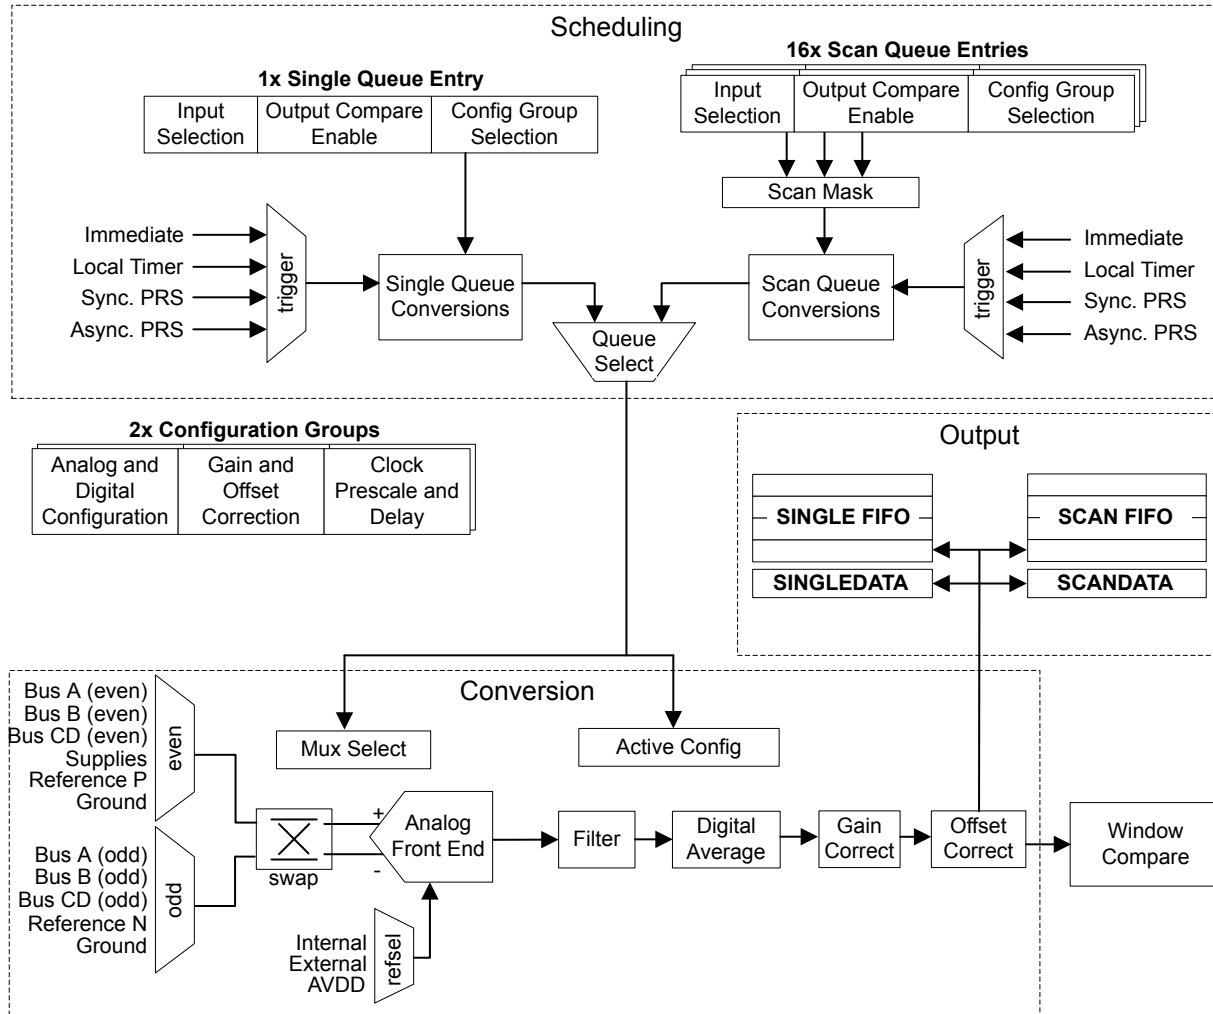 Scheduling
1x Single Queue Entry
Input
Selection
Output Compare
Enable
Config Group
Selection
16x Scan Queue Entries
Input
Selection
Output Compare
Enable
Config Group
Selection
Scan Mask
Immediate
Local Timer
Sync. PRS
Async. PRS
trigger
Single Queue
Conversions
Queue
Select
Scan Queue
Conversions
trigger
Immediate
Local Timer
Sync. PRS
Async. PRS
2x Configuration Groups
Analog and
Digital
Configuration
Gain and
Offset
Correction
Clock
Prescale and
Delay
Output
SINGLE FIFO
SCAN FIFO
SINGLEDATA
SCANDATA
Conversion
Bus A (even)
Bus B (even)
Bus CD (even)
Supplies
Reference P
Ground
even
Mux Select
Active Config
Bus A (odd)
Bus B (odd)
Bus CD (odd)
Reference N
Ground
odd
swap
+
-
Analog
Front End
Internal
External
AVDD
refsel
Filter
Digital
Average
Gain
Correct
Offset
Correct
Window
Compare